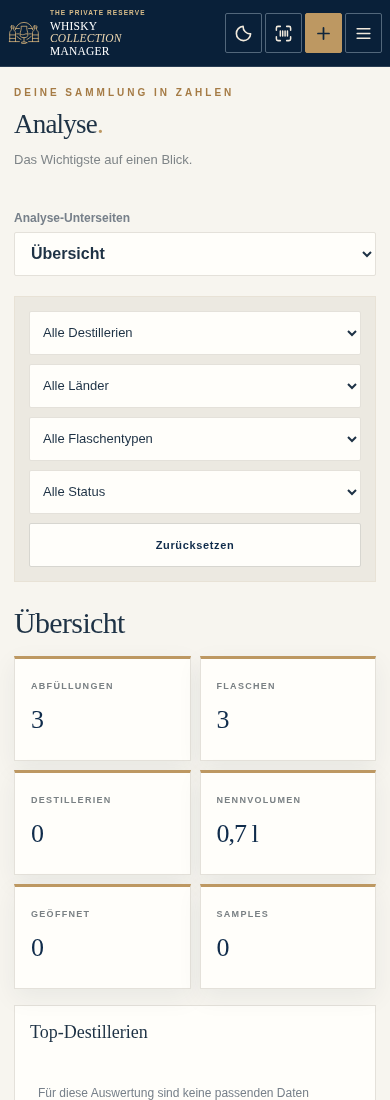 THE PRIVATE RESERVE
WHISKY
COLLECTION
MANAGER
DEINE SAMMLUNG IN ZAHLEN
Analyse.
Das Wichtigste auf einen Blick.
Analyse-Unterseiten
Übersicht
Alle Destillerien
Alle Länder
Alle Flaschentypen
Alle Status
Zurücksetzen
Übersicht
ABFÜLLUNGEN
3
FLASCHEN
3
DESTILLERIEN
0
NENNVOLUMEN
0,7 l
GEÖFFNET
0
SAMPLES
0
Top-Destillerien
Für diese Auswertung sind keine passenden Daten